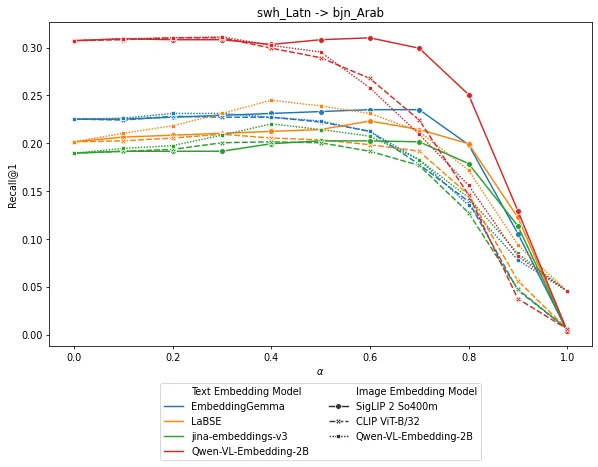 swh_Latn -> bjn_Arab
Recall@1
0.30
0.25
0.20
0.15
0.10
0.05
0.00
0.0 0.2 0.4 0.6 0.8 1.0
α
Text Embedding Model
EmbeddingGemma
LaBSE
jina-embeddings-v3
Qwen-VL-Embedding-2B
Image Embedding Model
SigLIP 2 So400m
CLIP ViT-B/32
Qwen-VL-Embedding-2B